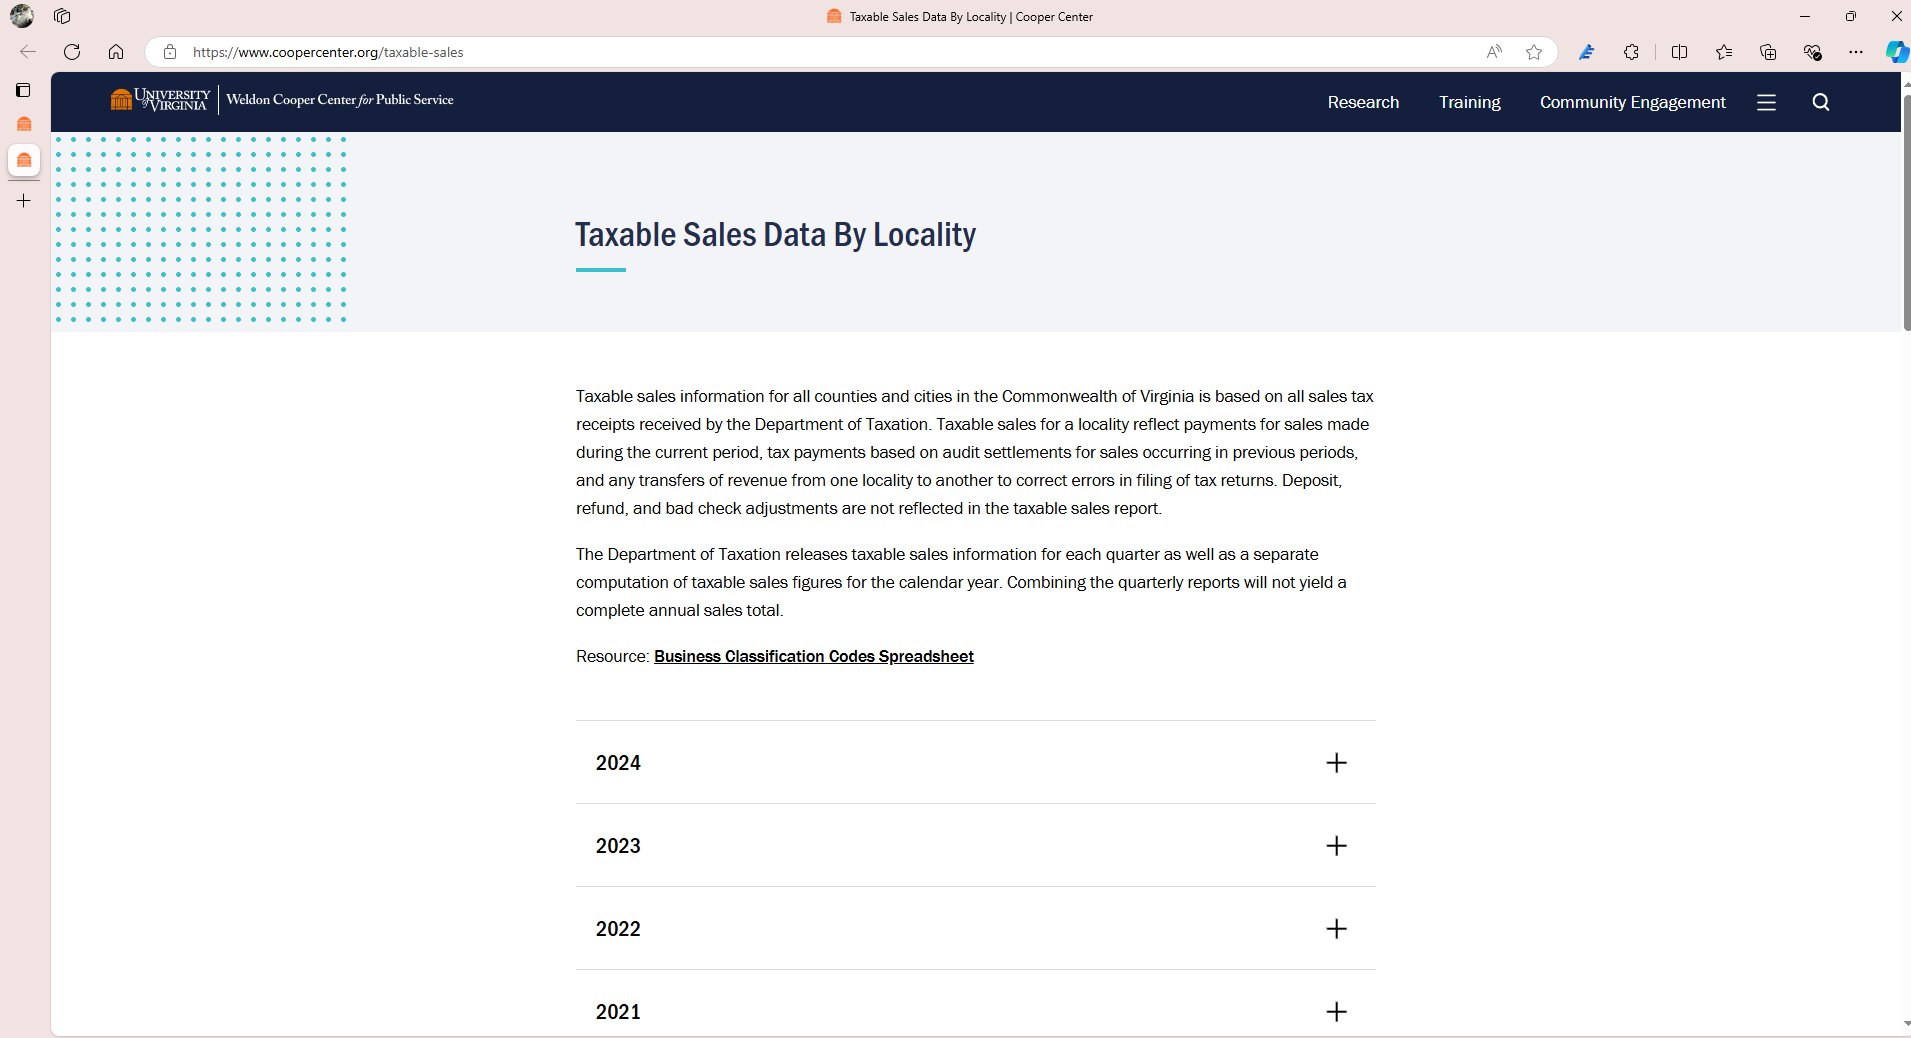 Taxable Sales Data By Locality | Cooper Center
https://www.coopercenter.org/taxable-sales
UNIVERSITY of VIRGINIA
Weldon Cooper Center for Public Service
Research
Training
Community Engagement
Taxable Sales Data By Locality
Taxable sales information for all counties and cities in the Commonwealth of Virginia is based on all sales tax
receipts received by the Department of Taxation. Taxable sales for a locality reflect payments for sales made
during the current period, tax payments based on audit settlements for sales occurring in previous periods,
and any transfers of revenue from one locality to another to correct errors in filing of tax returns. Deposit,
refund, and bad check adjustments are not reflected in the taxable sales report.
The Department of Taxation releases taxable sales information for each quarter as well as a separate
computation of taxable sales figures for the calendar year. Combining the quarterly reports will not yield a
complete annual sales total.
Resource: Business Classification Codes Spreadsheet
2024
2023
2022
2021